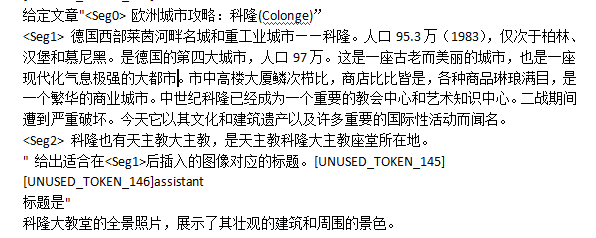 给定文章"<Seg0> 欧洲城市攻略：科隆(Colonge)”
<Seg1> 德国西部莱茵河畔名城和重工业城市一一科隆。人口 95.3 万（1983），仅次于柏林、
汉堡和慕尼黑。是德国的第四大城市，人口 97 万。这是一座古老而美丽的城市，也是一座
现代化气息极强的大都市。市中高楼大厦鳞次栉比，商店比比皆是，各种商品琳琅满目，是
一个繁华的商业城市。中世纪科隆已经成为一个重要的教会中心和艺术知识中心。二战期间
遭到严重破坏。今天它以其文化和建筑遗产以及许多重要的国际性活动而闻名。
<Seg2> 科隆也有天主教大主教，是天主教科隆大主教座堂所在地。
" 给出适合在<Seg1>后插入的图像对应的标题。[UNUSED_TOKEN_145]
[UNUSED_TOKEN_146]assistant
标题是"
科隆大教堂的全景照片，展示了其壮观的建筑和周围的景色。